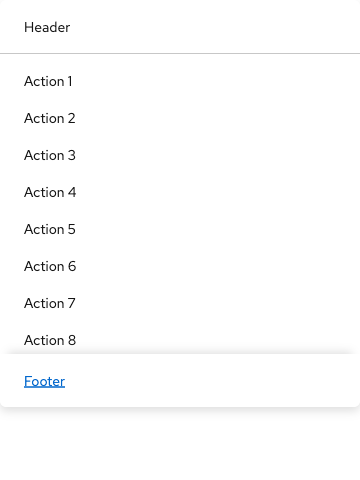 Header
Action 1
Action 2
Action 3
Action 4
Action 5
Action 6
Action 7
Action 8
Footer